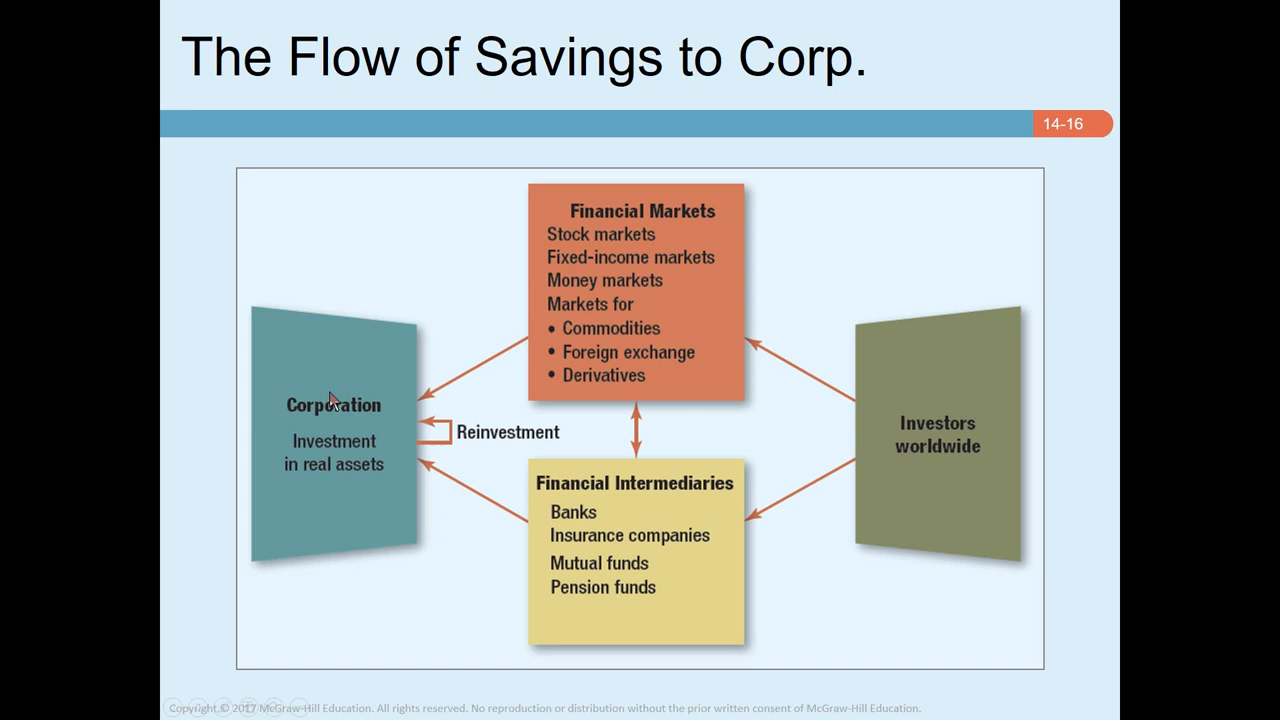 The Flow of Savings to Corp.
14-16
Financial Markets
Stock markets
Fixed-income markets
Money markets
Markets for
• Commodities
• Foreign exchange
• Derivatives
Corporation
Investment
in real assets
Reinvestment
Investors
worldwide
Financial Intermediaries
Banks
Insurance companies
Mutual funds
Pension funds
Copyright © 2017 McGraw-Hill Education. All rights reserved. No reproduction or distribution without the prior written consent of McGraw-Hill Education.